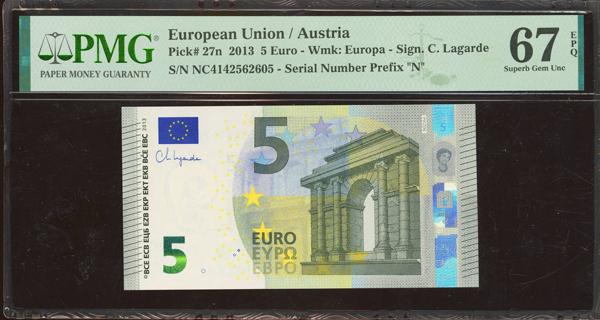 PMG
PAPER MONEY GUARANTY
European Union / Austria
Pick# 27n 2013 5 Euro - Wmk: Europa - Sign. C. Lagarde
S/N NC4142562605 - Serial Number Prefix "N"
67
EPQ
Superb Gem Unc
5
EURO
ΕΥΡΩ
ЕВРО
5
©BCE ECB ЕЦБ EZB EKP EKT EKB BĊE EBC 2013
5